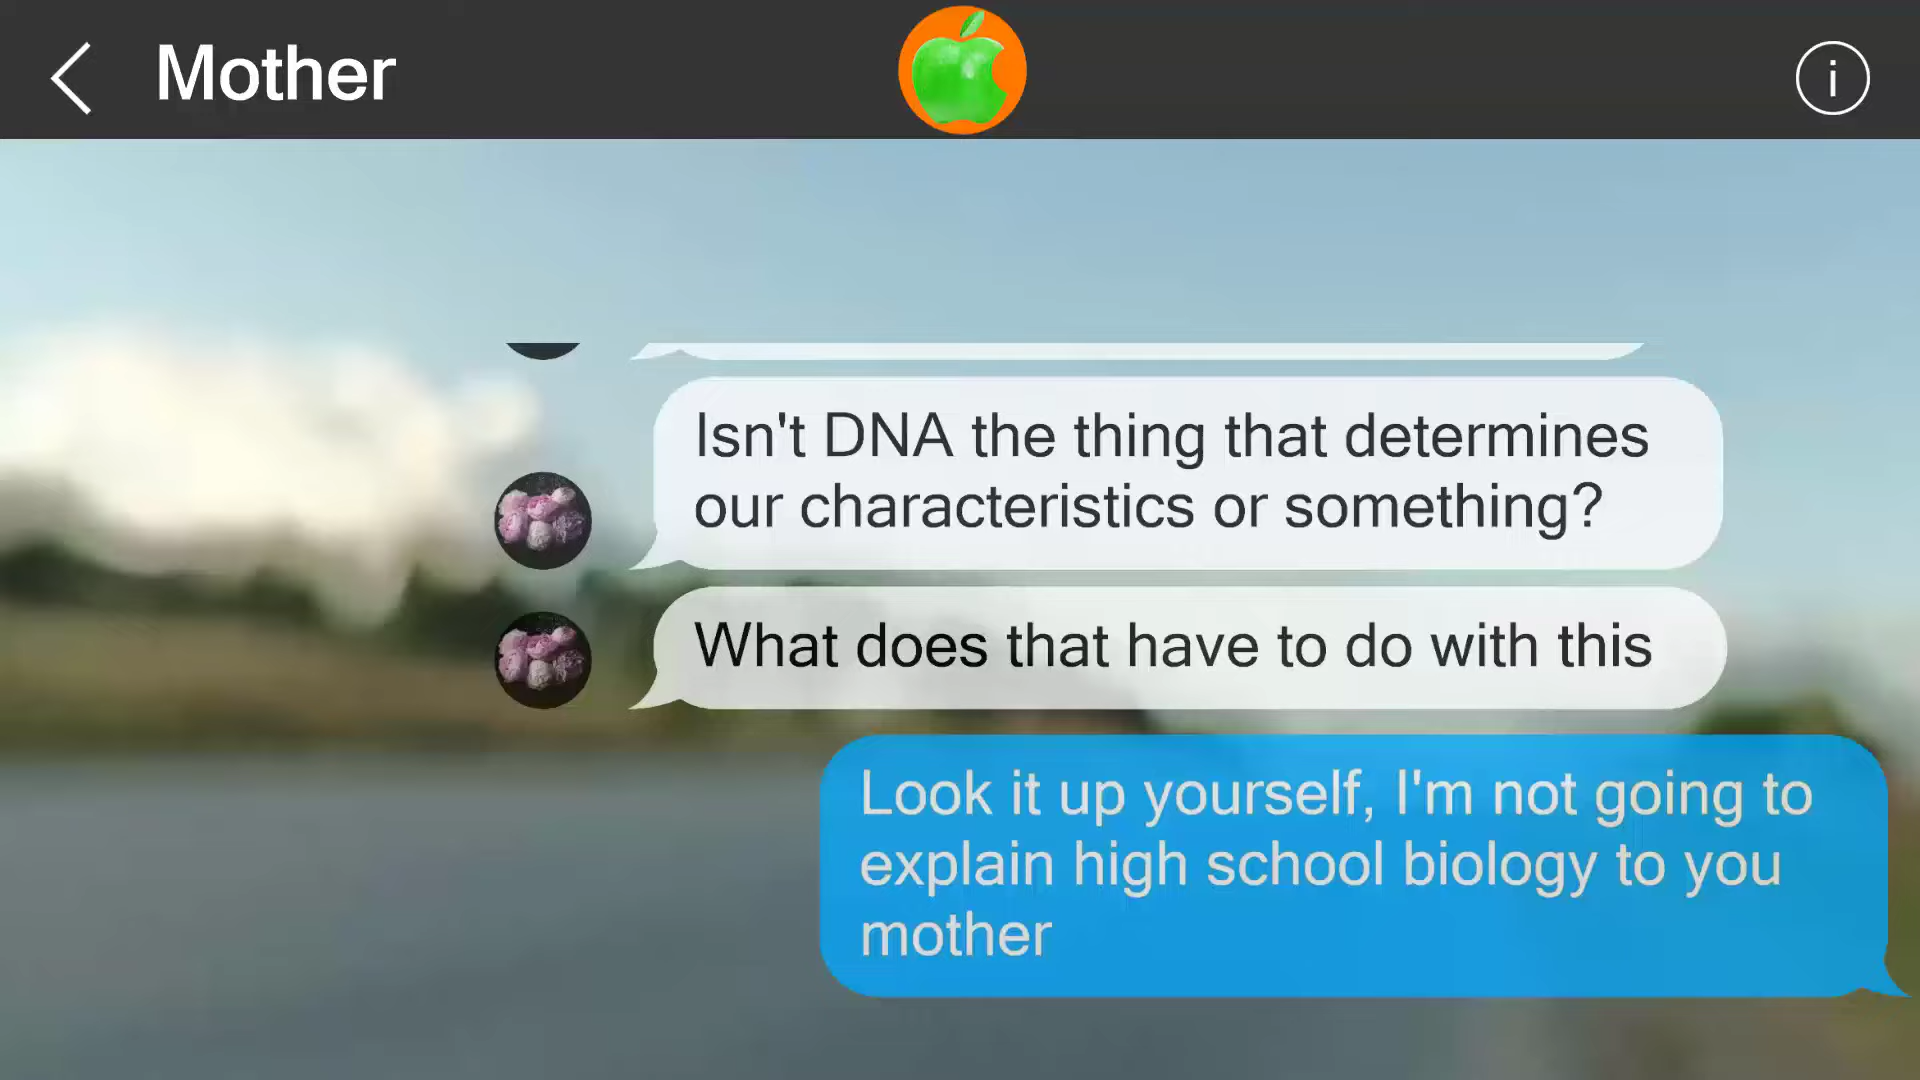 Mother
Isn't DNA the thing that determines
our characteristics or something?
What does that have to do with this
Look it up yourself, I'm not going to
explain high school biology to you
mother